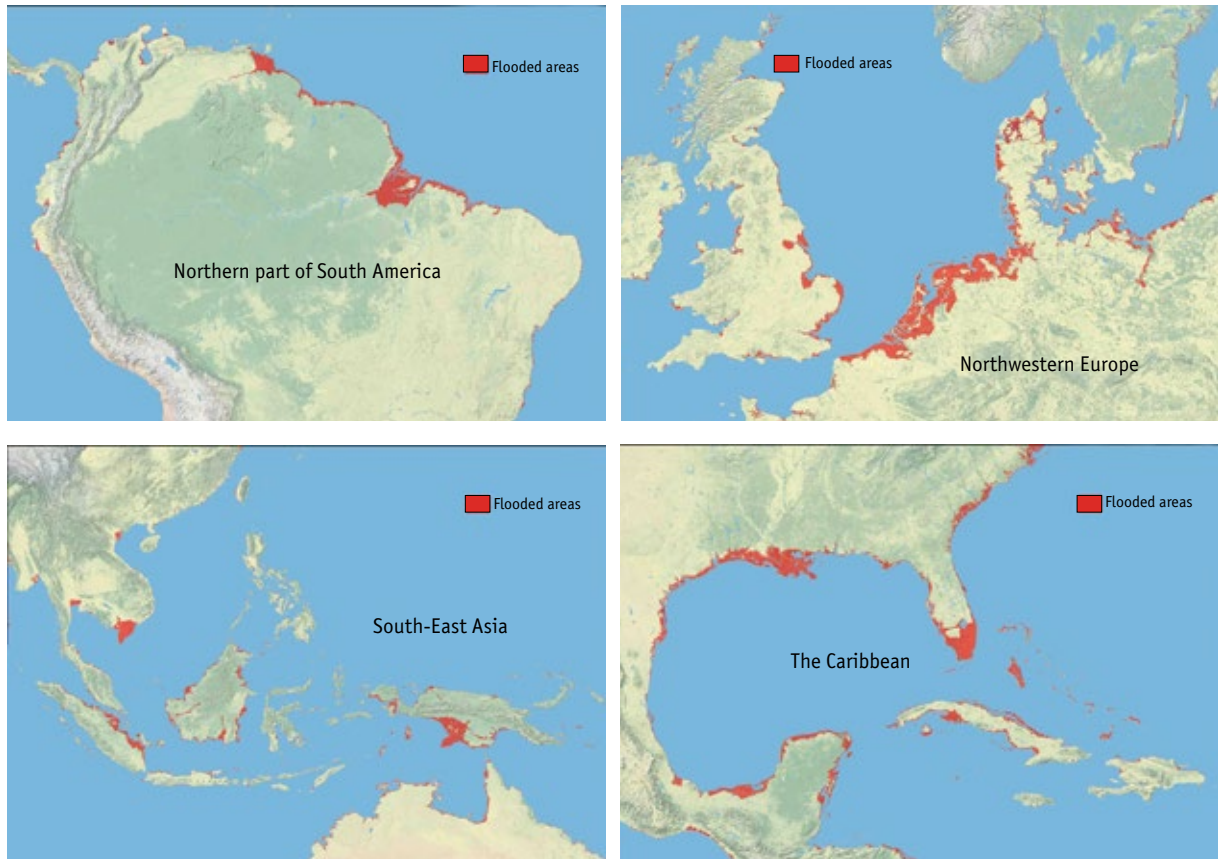 Flooded areas
Northern part of South America
Flooded areas
Northwestern Europe
Flooded areas
South-East Asia
Flooded areas
The Caribbean